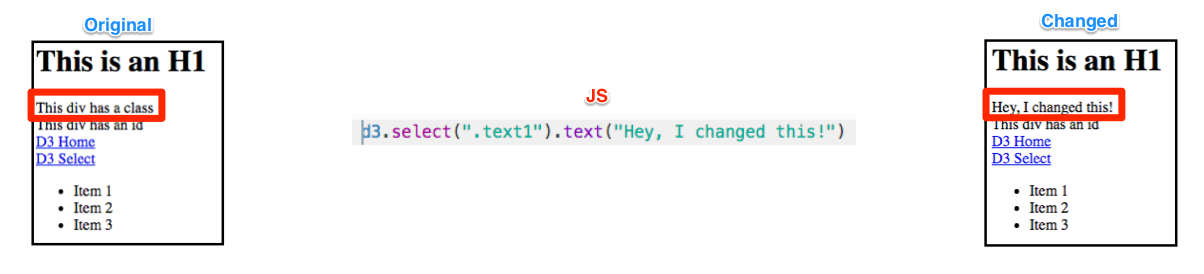 Original
This is an H1
This div has a class
This div has an id
D3 Home
D3 Select
• Item 1
• Item 2
• Item 3
JS
d3.select(".text1").text("Hey, I changed this!")
Changed
This is an H1
Hey, I changed this!
This div has an id
D3 Home
D3 Select
• Item 1
• Item 2
• Item 3